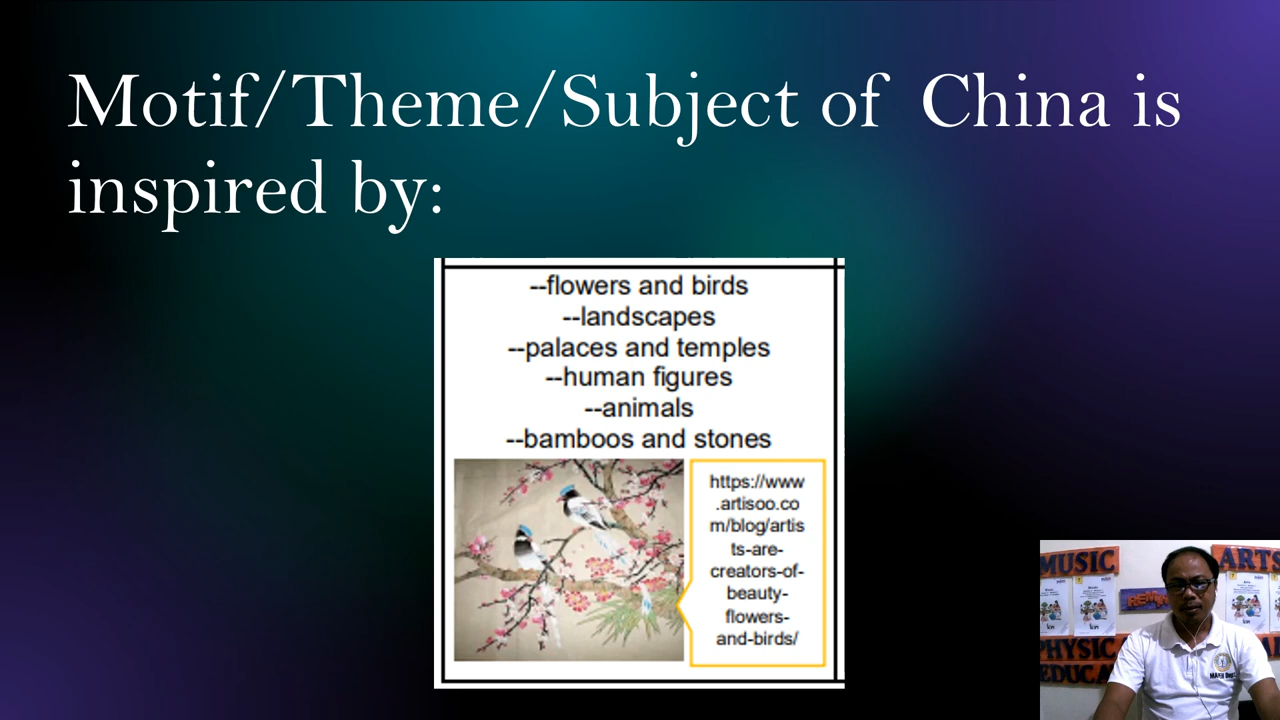 Motif/Theme/Subject of China is
inspired by:
--flowers and birds
--landscapes
--palaces and temples
--human figures
--animals
--bamboos and stones
https://www
.artisoo.co
m/blog/artis
ts-are-
creators-of-
beauty-
flowers-
and-birds/
MUSIC
ARTS
PHYSIC
EDUCA